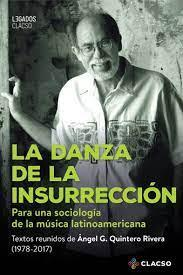 LEGADOS
CLACSO
LA DANZA
DE LA
INSURRECCIÓN
Para una sociología
de la música latinoamericana
Textos reunidos de Ángel G. Quintero Rivera
(1978-2017)
CLACSO